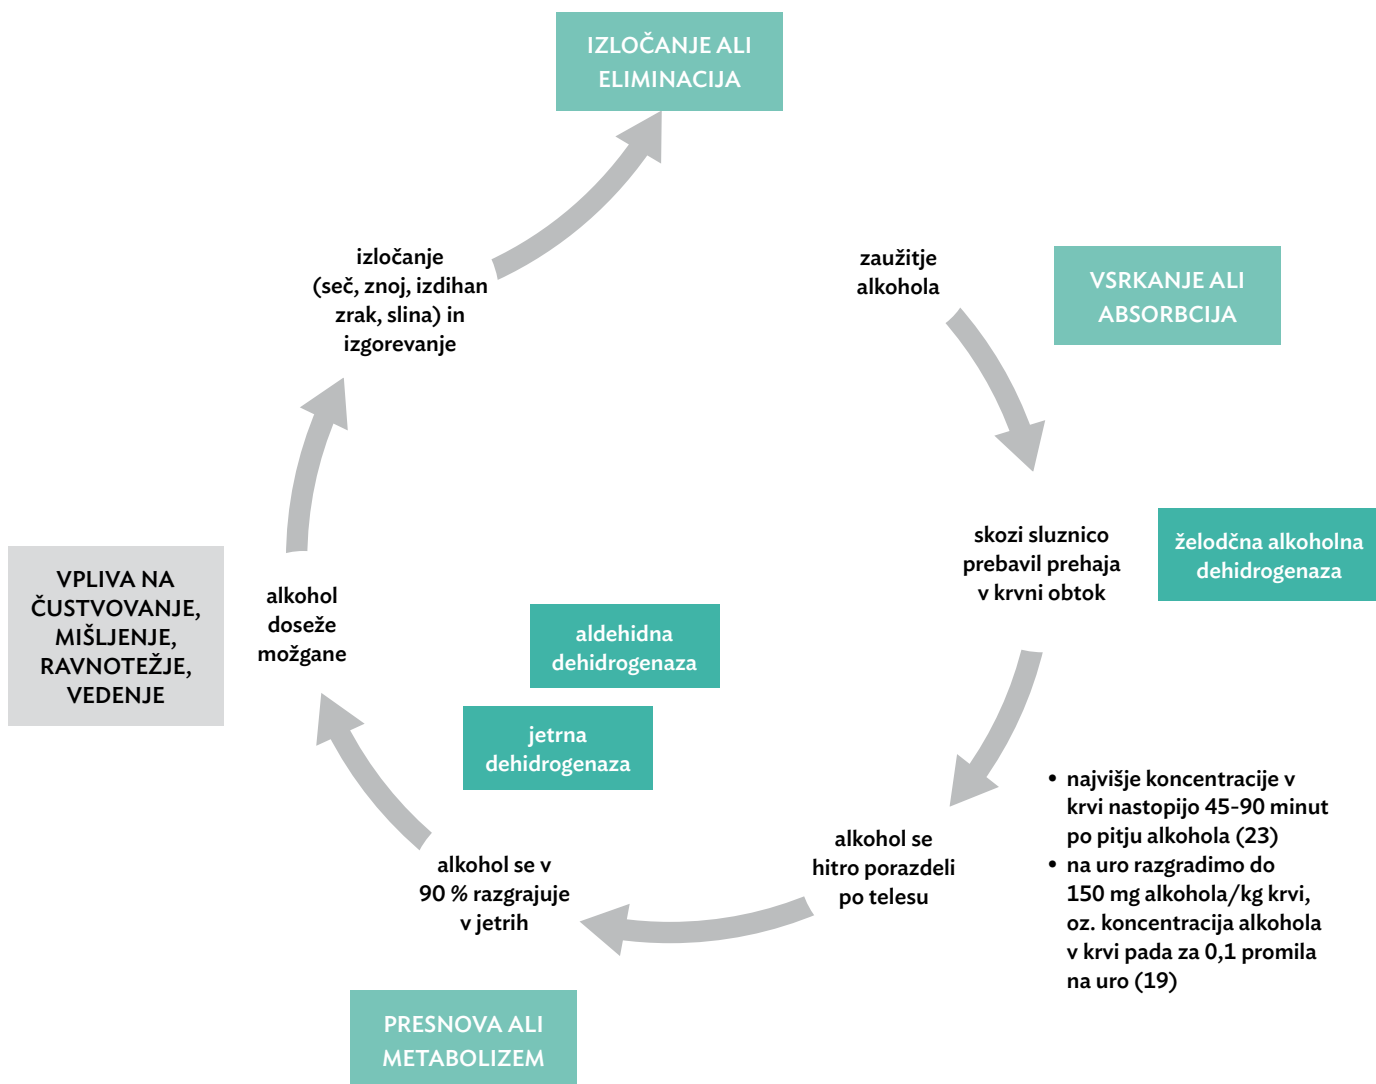 IZLOČANJE ALI
ELIMINACIJA
izločanje
(seč, znoj, izdihan
zrak, slina) in
izgorevanje
zaužitje
alkohola
VSRKANJE ALI
ABSORBCIJA
skozi sluznico
prebavil prehaja
v krvni obtok
želodčna alkoholna
dehidrogenaza
VPLIVA NA
ČUSTVOVANJE,
MIŠLJENJE,
RAVNOTEŽJE,
VEDENJE
alkohol
doseže
možgane
aldehidna
dehidrogenaza
jetrna
dehidrogenaza
• najvišje koncentracije v
krvi nastopijo 45-90 minut
po pitju alkohola (23)
• na uro razgradimo do
150 mg alkohola/kg krvi,
oz. koncentracija alkohola
v krvi pada za 0,1 promila
na uro (19)
alkohol se
hitro porazdeli
po telesu
alkohol se v
90 % razgrajuje
v jetrih
PRESNOVA ALI
METABOLIZEM